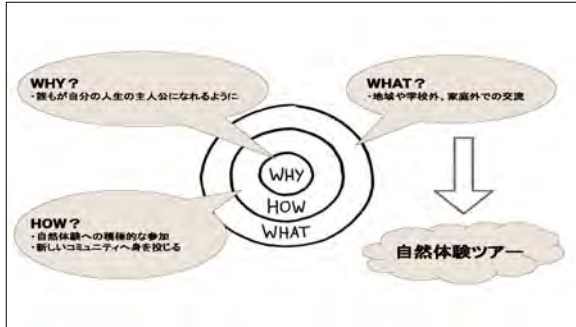 WHY?
・誰もが自分の人生の主人公になれるように
WHAT?
・地域や学校外、家庭外での交流
WHY
HOW
WHAT
HOW?
・自然体験への積極的な参加
・新しいコミュニティへ身を投じる
自然体験ツアー